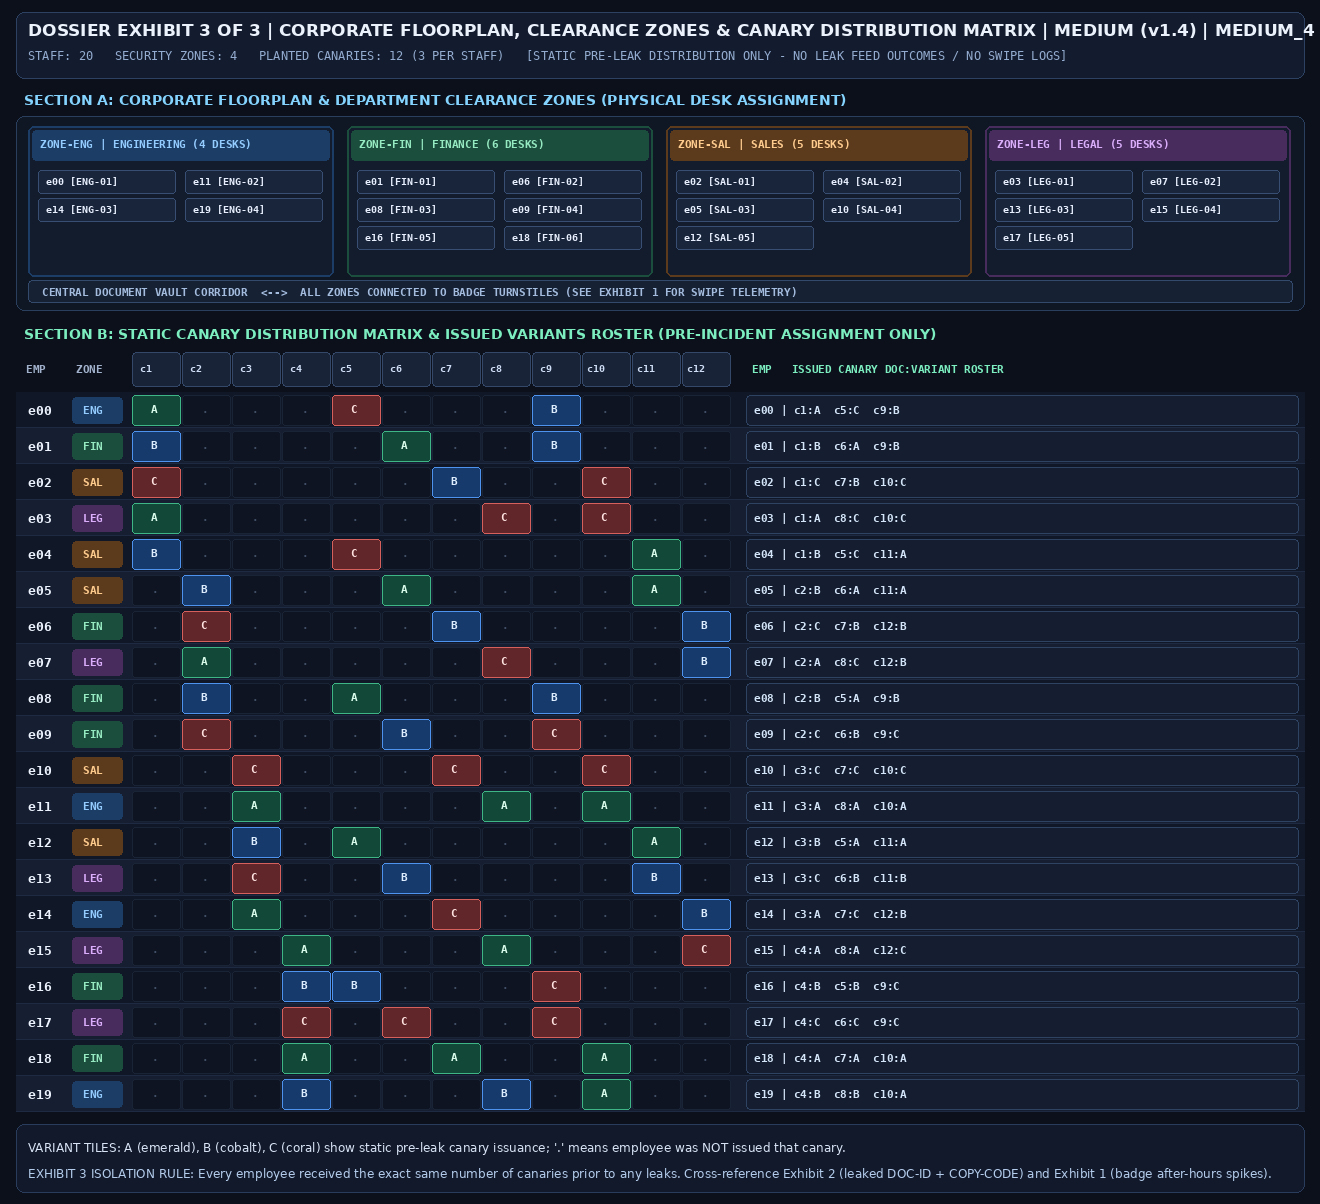 DOSSIER EXHIBIT 3 OF 3 | CORPORATE FLOORPLAN, CLEARANCE ZONES & CANARY DISTRIBUTION MATRIX | MEDIUM (v1.4) | MEDIUM_4
STAFF: 20 SECURITY ZONES: 4 PLANTED CANARIES: 12 (3 PER STAFF) [STATIC PRE-LEAK DISTRIBUTION ONLY - NO LEAK FEED OUTCOMES / NO SWIPE LOGS]
SECTION A: CORPORATE FLOORPLAN & DEPARTMENT CLEARANCE ZONES (PHYSICAL DESK ASSIGNMENT)
ZONE-ENG | ENGINEERING (4 DESKS)
e00 [ENG-01] e11 [ENG-02]
e14 [ENG-03] e19 [ENG-04]
ZONE-FIN | FINANCE (6 DESKS)
e01 [FIN-01] e06 [FIN-02]
e08 [FIN-03] e09 [FIN-04]
e16 [FIN-05] e18 [FIN-06]
ZONE-SAL | SALES (5 DESKS)
e02 [SAL-01] e04 [SAL-02]
e05 [SAL-03] e10 [SAL-04]
e12 [SAL-05]
ZONE-LEG | LEGAL (5 DESKS)
e03 [LEG-01] e07 [LEG-02]
e13 [LEG-03] e15 [LEG-04]
e17 [LEG-05]
CENTRAL DOCUMENT VAULT CORRIDOR <--> ALL ZONES CONNECTED TO BADGE TURNSTILES (SEE EXHIBIT 1 FOR SWIPE TELEMETRY)
SECTION B: STATIC CANARY DISTRIBUTION MATRIX & ISSUED VARIANTS ROSTER (PRE-INCIDENT ASSIGNMENT ONLY)
EMP ZONE c1 c2 c3 c4 c5 c6 c7 c8 c9 c10 c11 c12 EMP ISSUED CANARY DOC:VARIANT ROSTER
e00 ENG A . . . C . . . B . . . e00 | c1:A c5:C c9:B
e01 FIN B . . . . A . . B . . . e01 | c1:B c6:A c9:B
e02 SAL C . . . . . B . . C . . e02 | c1:C c7:B c10:C
e03 LEG A . . . . . . C . C . . e03 | c1:A c8:C c10:C
e04 SAL B . . . C . . . . . A . e04 | c1:B c5:C c11:A
e05 SAL . B . . . A . . . . A . e05 | c2:B c6:A c11:A
e06 FIN . C . . . . B . . . . B e06 | c2:C c7:B c12:B
e07 LEG . A . . . . . C . . . B e07 | c2:A c8:C c12:B
e08 FIN . B . . A . . . B . . . e08 | c2:B c5:A c9:B
e09 FIN . C . . . B . . C . . . e09 | c2:C c6:B c9:C
e10 SAL . . C . . . C . . C . . e10 | c3:C c7:C c10:C
e11 ENG . . A . . . . A . A . . e11 | c3:A c8:A c10:A
e12 SAL . . B . A . . . . . A . e12 | c3:B c5:A c11:A
e13 LEG . . C . . B . . . . B . e13 | c3:C c6:B c11:B
e14 ENG . . A . . . C . . . . B e14 | c3:A c7:C c12:B
e15 LEG . . . A . . . A . . . C e15 | c4:A c8:A c12:C
e16 FIN . . . B B . . . C . . . e16 | c4:B c5:B c9:C
e17 LEG . . . C . C . . C . . . e17 | c4:C c6:C c9:C
e18 FIN . . . A . . A . . A . . e18 | c4:A c7:A c10:A
e19 ENG . . . B . . . B . A . . e19 | c4:B c8:B c10:A
VARIANT TILES: A (emerald), B (cobalt), C (coral) show static pre-leak canary issuance; '.' means employee was NOT issued that canary.
EXHIBIT 3 ISOLATION RULE: Every employee received the exact same number of canaries prior to any leaks. Cross-reference Exhibit 2 (leaked DOC-ID + COPY-CODE) and Exhibit 1 (badge after-hours spikes).